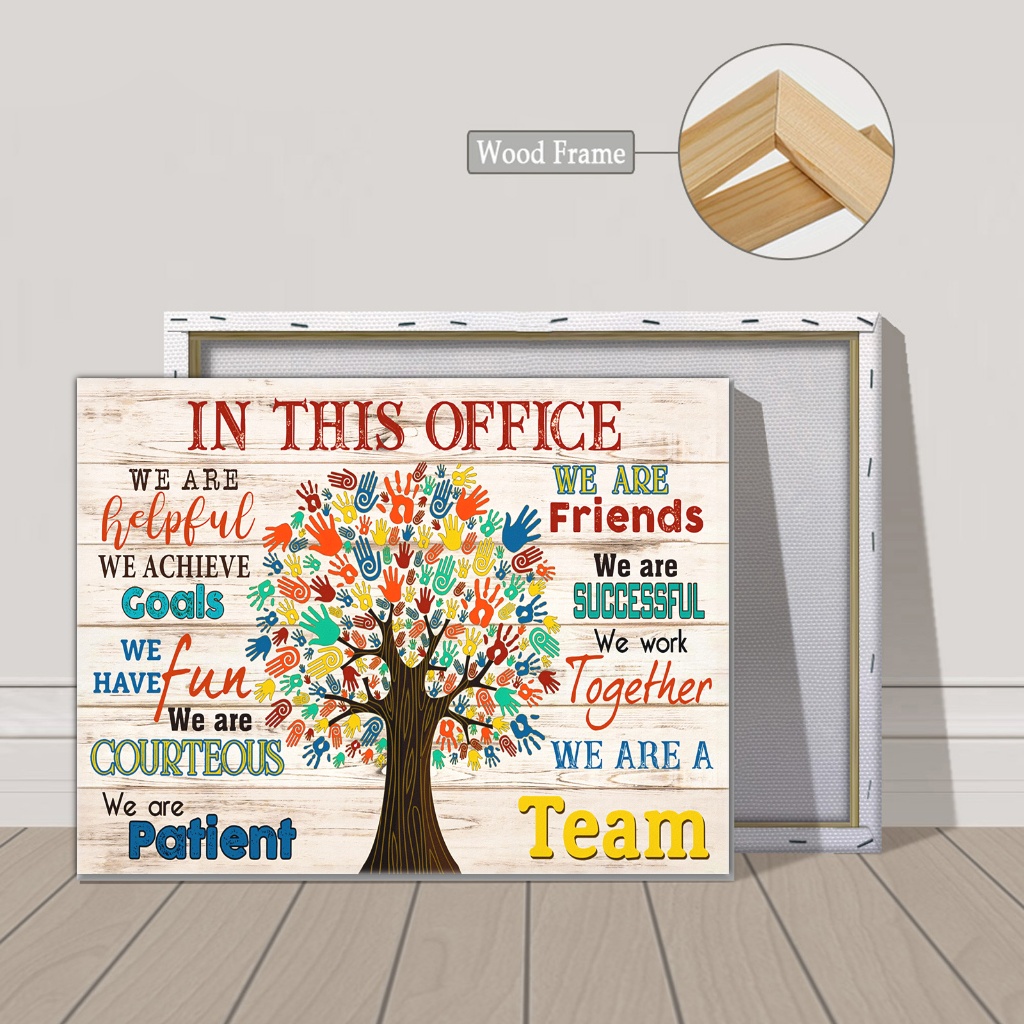 Wood Frame
IN THIS OFFICE
WE ARE
helpful
WE ACHIEVE
Goals
WE
HAVE fun
We are
COURTEOUS
We are
Patient
WE ARE
Friends
We are
SUCCESSFUL
We work
Together
WE ARE A
Team